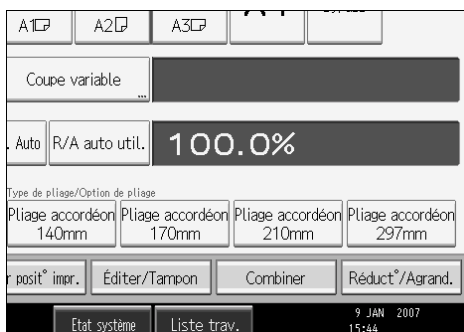 A1 A2 A3
Coupe variable
...
. Auto R/A auto util. 100.0%
Type de pliage/Option de pliage
Pliage accordéon Pliage accordéon Pliage accordéon Pliage accordéon
140mm 170mm 210mm 297mm
r posit° impr. Éditer/Tampon Combiner Réduct°/Agrand.
9 JAN 2007
Etat système Liste trav. 15:44